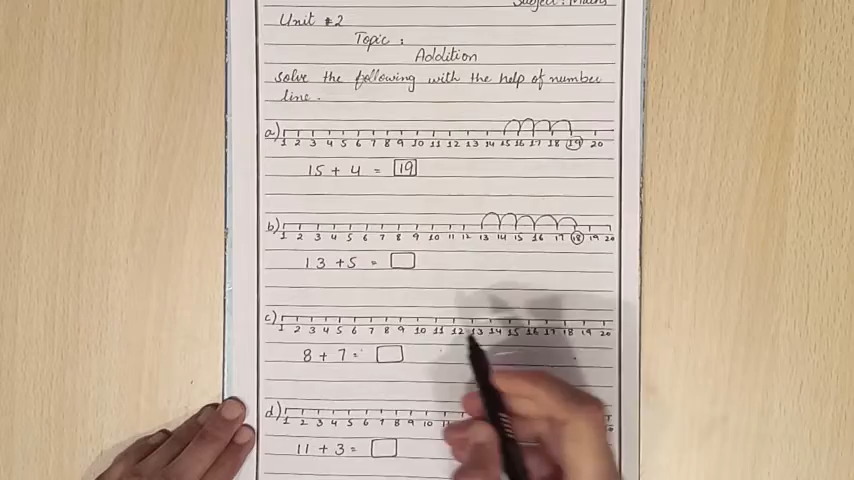 Subject: Maths
Unit #2
Topic :
Addition
solve the following with the help of number
line.
a) 1 2 3 4 5 6 7 8 9 10 11 12 13 14 15 16 17 18 19 20
15 + 4 = 19
b) 1 2 3 4 5 6 7 8 9 10 11 12 13 14 15 16 17 18 19 20
13 + 5 =
c) 1 2 3 4 5 6 7 8 9 10 11 12 13 14 15 16 17 18 19 20
8 + 7 =
d) 1 2 3 4 5 6 7 8 9 10
11 + 3 =